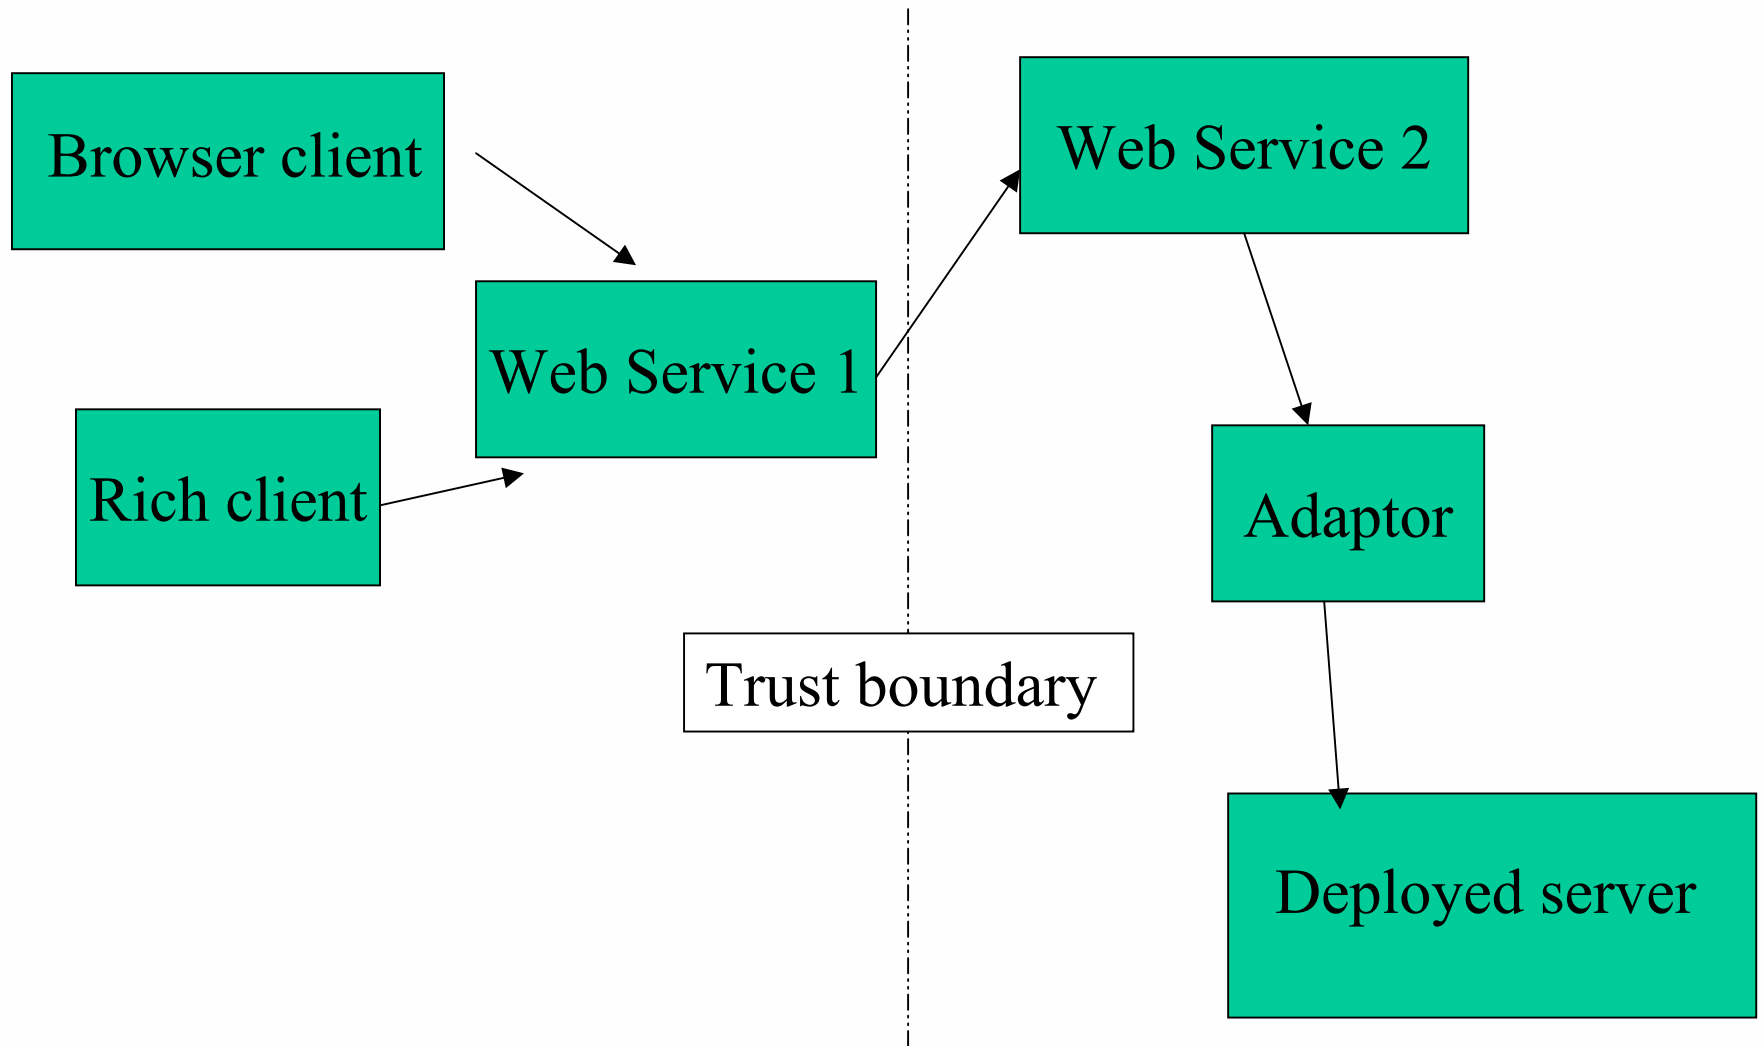 Browser client
Web Service 2
Web Service 1
Rich client
Adaptor
Trust boundary
Deployed server